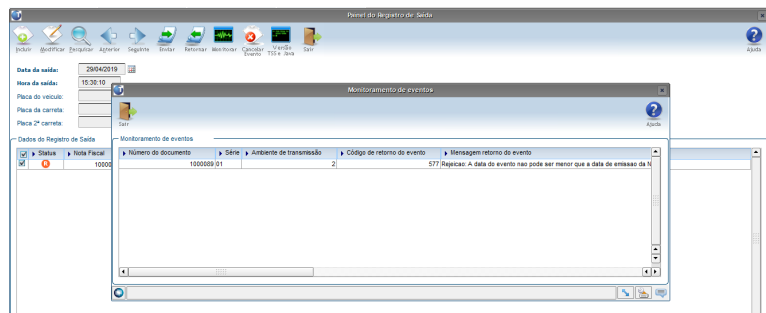 Painel do Registro de Saída
Incluir Modificar Pesquisar Anterior Seguinte Enviar Retornar Monitorar Cancelar Evento Versão TSS e Java Sair
Ajuda
Data da saída: 29/04/2019
Hora da saída: 15:30:10
Placa do veículo:
Placa da carreta:
Placa 2ª carreta:
Dados do Registro de Saída
Status Nota Fiscal
R 10000
Monitoramento de eventos
Sair
Ajuda
Monitoramento de eventos
Número do documento Série Ambiente de transmissão Código de retorno do evento Mensagem retorno do evento
1000089 01 2 577 Rejeicao: A data do evento nao pode ser menor que a data de emissao da N